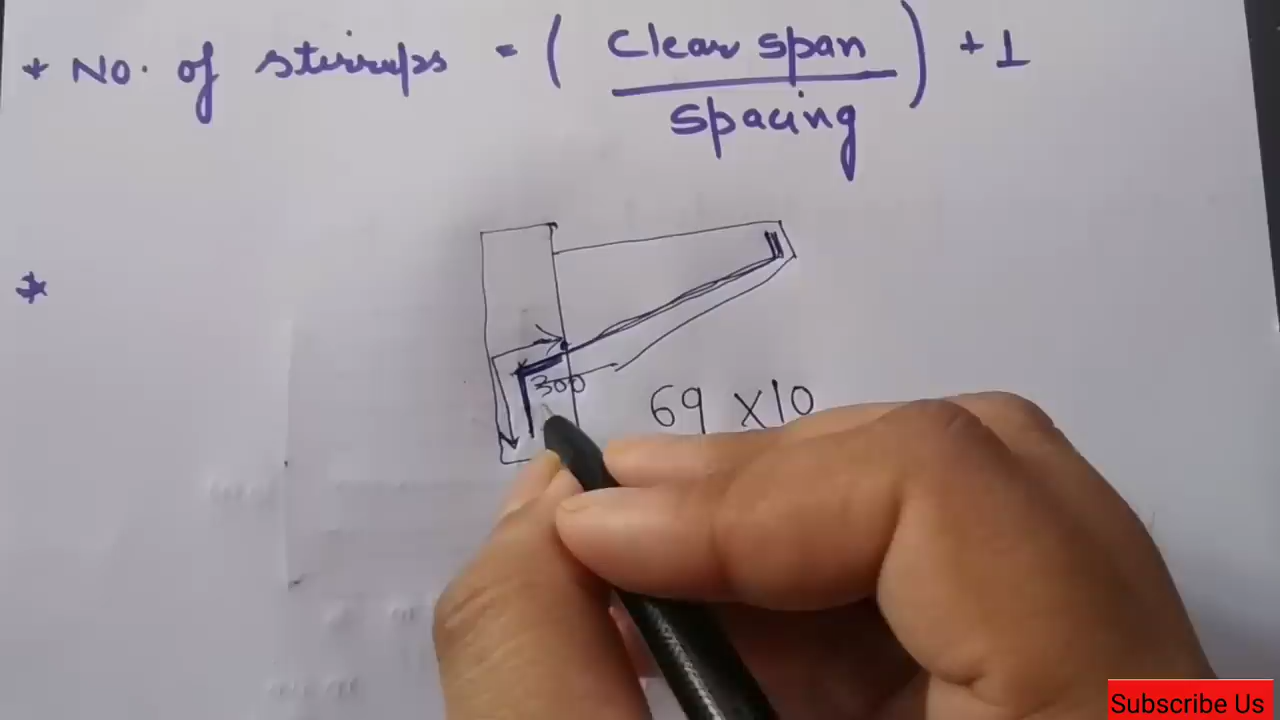 * No. of stirrups = ( Clear span / spacing ) + 1
*
300
69 x10
Subscribe Us